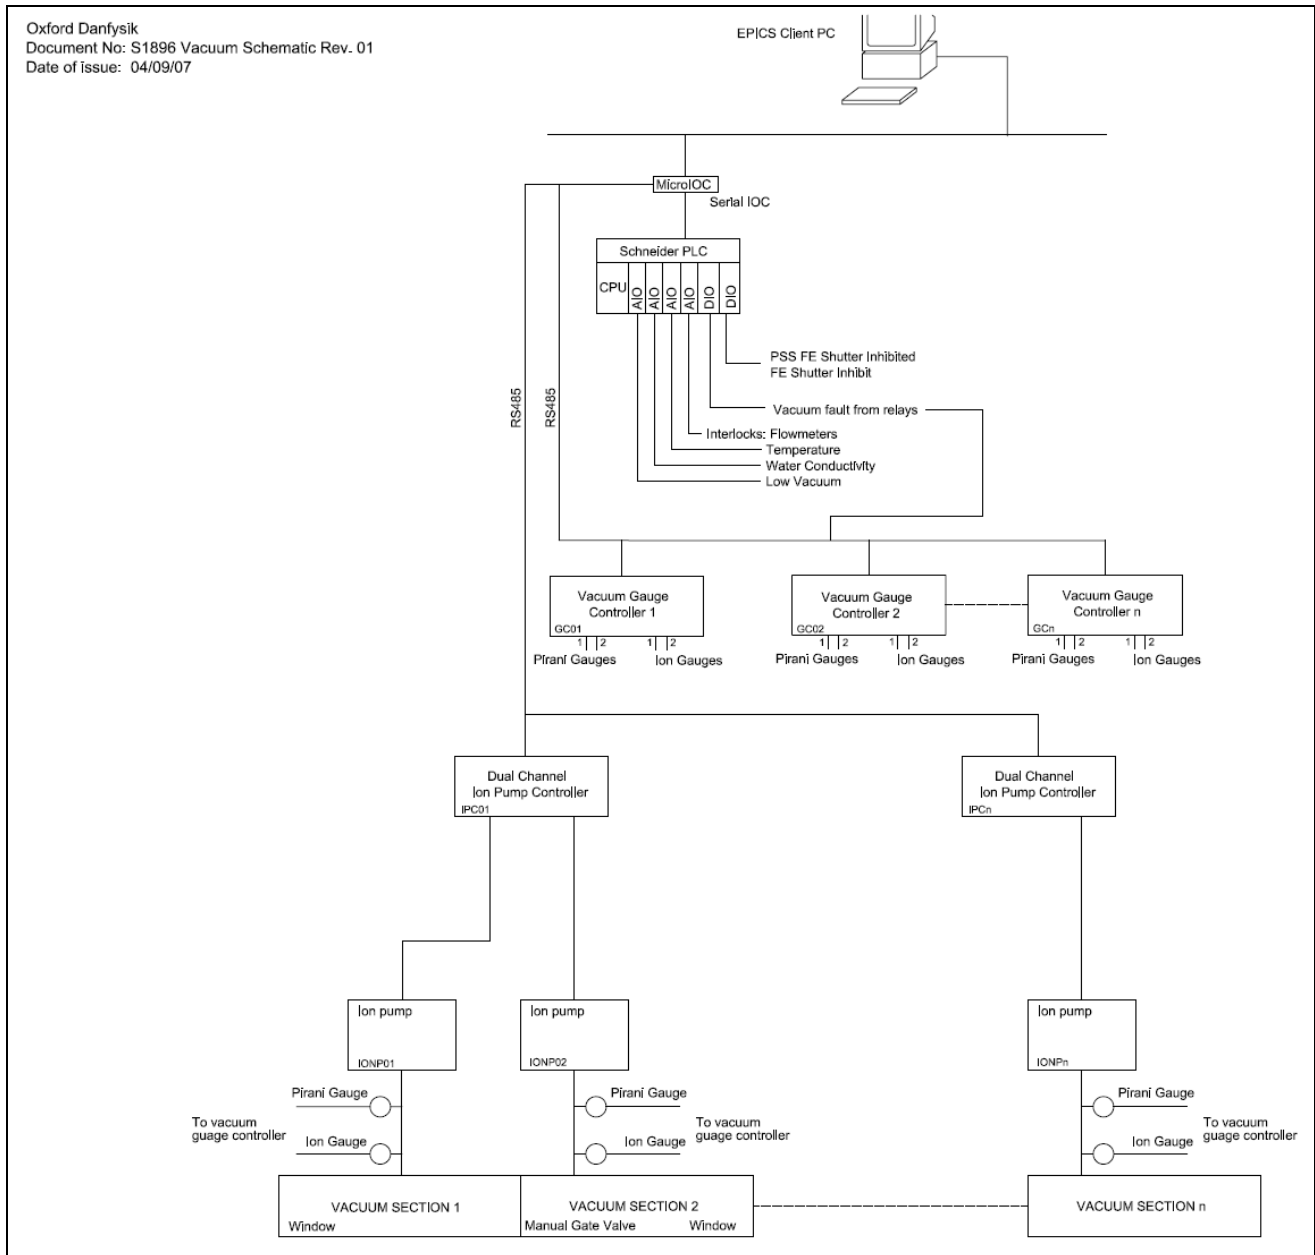 Oxford Danfysik
Document No: S1896 Vacuum Schematic Rev. 01
Date of issue: 04/09/07
EPICS Client PC
MicroIOC
Serial IOC
Schneider PLC
CPU
AIO
AIO
AIO
AIO
DIO
DIO
PSS FE Shutter Inhibited
FE Shutter Inhibit
Vacuum fault from relays
Interlocks: Flowmeters
Temperature
Water Conductivity
Low Vacuum
RS485
RS485
Vacuum Gauge
Controller 1
GC01
1 2
1 2
Pirani Gauges
Ion Gauges
Vacuum Gauge
Controller 2
GC02
1 2
1 2
Pirani Gauges
Ion Gauges
Vacuum Gauge
Controller n
GCn
1 2
1 2
Pirani Gauges
Ion Gauges
Dual Channel
Ion Pump Controller
IPC01
Dual Channel
Ion Pump Controller
IPCn
Ion pump
IONP01
Ion pump
IONP02
Ion pump
IONPn
Pirani Gauge
To vacuum
guage controller
Ion Gauge
Pirani Gauge
To vacuum
guage controller
Ion Gauge
Pirani Gauge
To vacuum
guage controller
Ion Gauge
VACUUM SECTION 1
Window
VACUUM SECTION 2
Manual Gate Valve
Window
VACUUM SECTION n